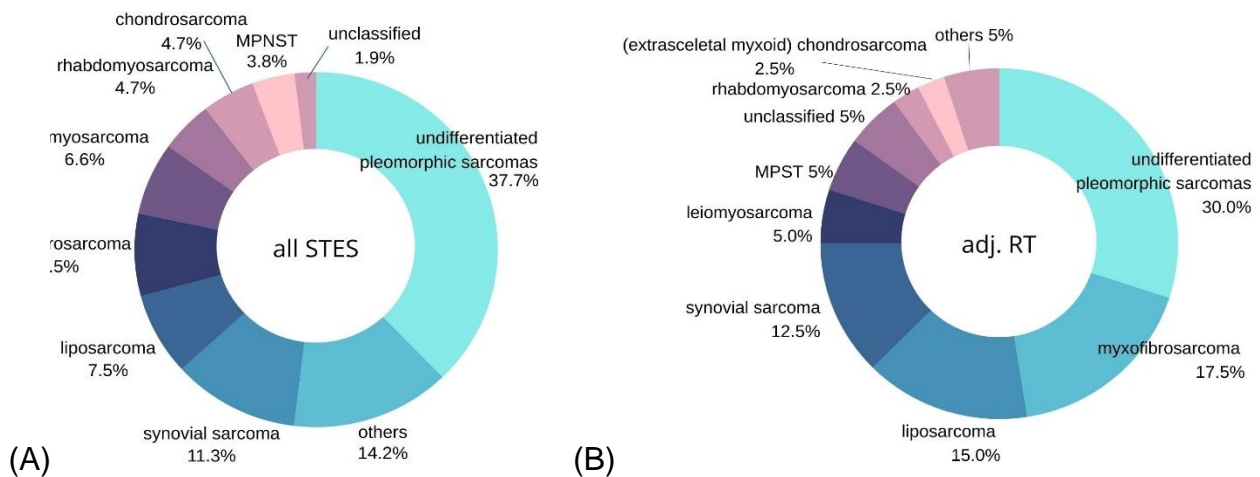 chondrosarcoma
4.7%
MPNST
3.8%
unclassified
1.9%
rhabdomyosarcoma
4.7%
myosarcoma
6.6%
rosarcoma
.5%
liposarcoma
7.5%
synovial sarcoma
11.3%
others
14.2%
undifferentiated
pleomorphic sarcomas
37.7%
all STES
(A)
(extrasceletal myxoid) chondrosarcoma
2.5%
others 5%
rhabdomyosarcoma 2.5%
unclassified 5%
MPST 5%
leiomyosarcoma
5.0%
synovial sarcoma
12.5%
liposarcoma
15.0%
myxofibrosarcoma
17.5%
undifferentiated
pleomorphic sarcomas
30.0%
adj. RT
(B)